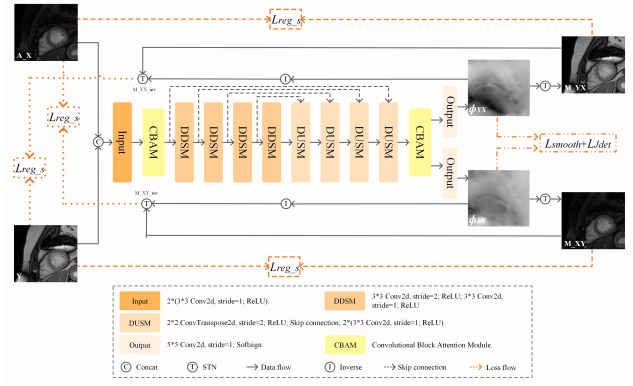 Lreg_s
A_X
M_YX
M_YX_inv
T
I
T
ϕYX
Lreg_s
C
Input
CBAM
DDSM
DDSM
DDSM
DDSM
DUSM
DUSM
DUSM
DUSM
CBAM
Output
Output
Lsmooth+LJdet
Lreg_s
M_XY_inv
T
I
T
ϕXY
M_XY
Y
Lreg_s
Input 2*(3*3 Conv2d, stride=1; ReLU). DDSM 3*3 Conv2d, stride=2, ReLU; 3*3 Conv2d,
stride=1; ReLU
DUSM 2*2 ConvTranspose2d, stride=2; ReLU, Skip connection; 2*(3*3 Conv2d, stride=1; ReLU).
Output 5*5 Conv2d, stride=1; Softsign. CBAM Convolutional Block Attention Module.
C Concat T STN Data flow I Inverse Skip connection Loss flow